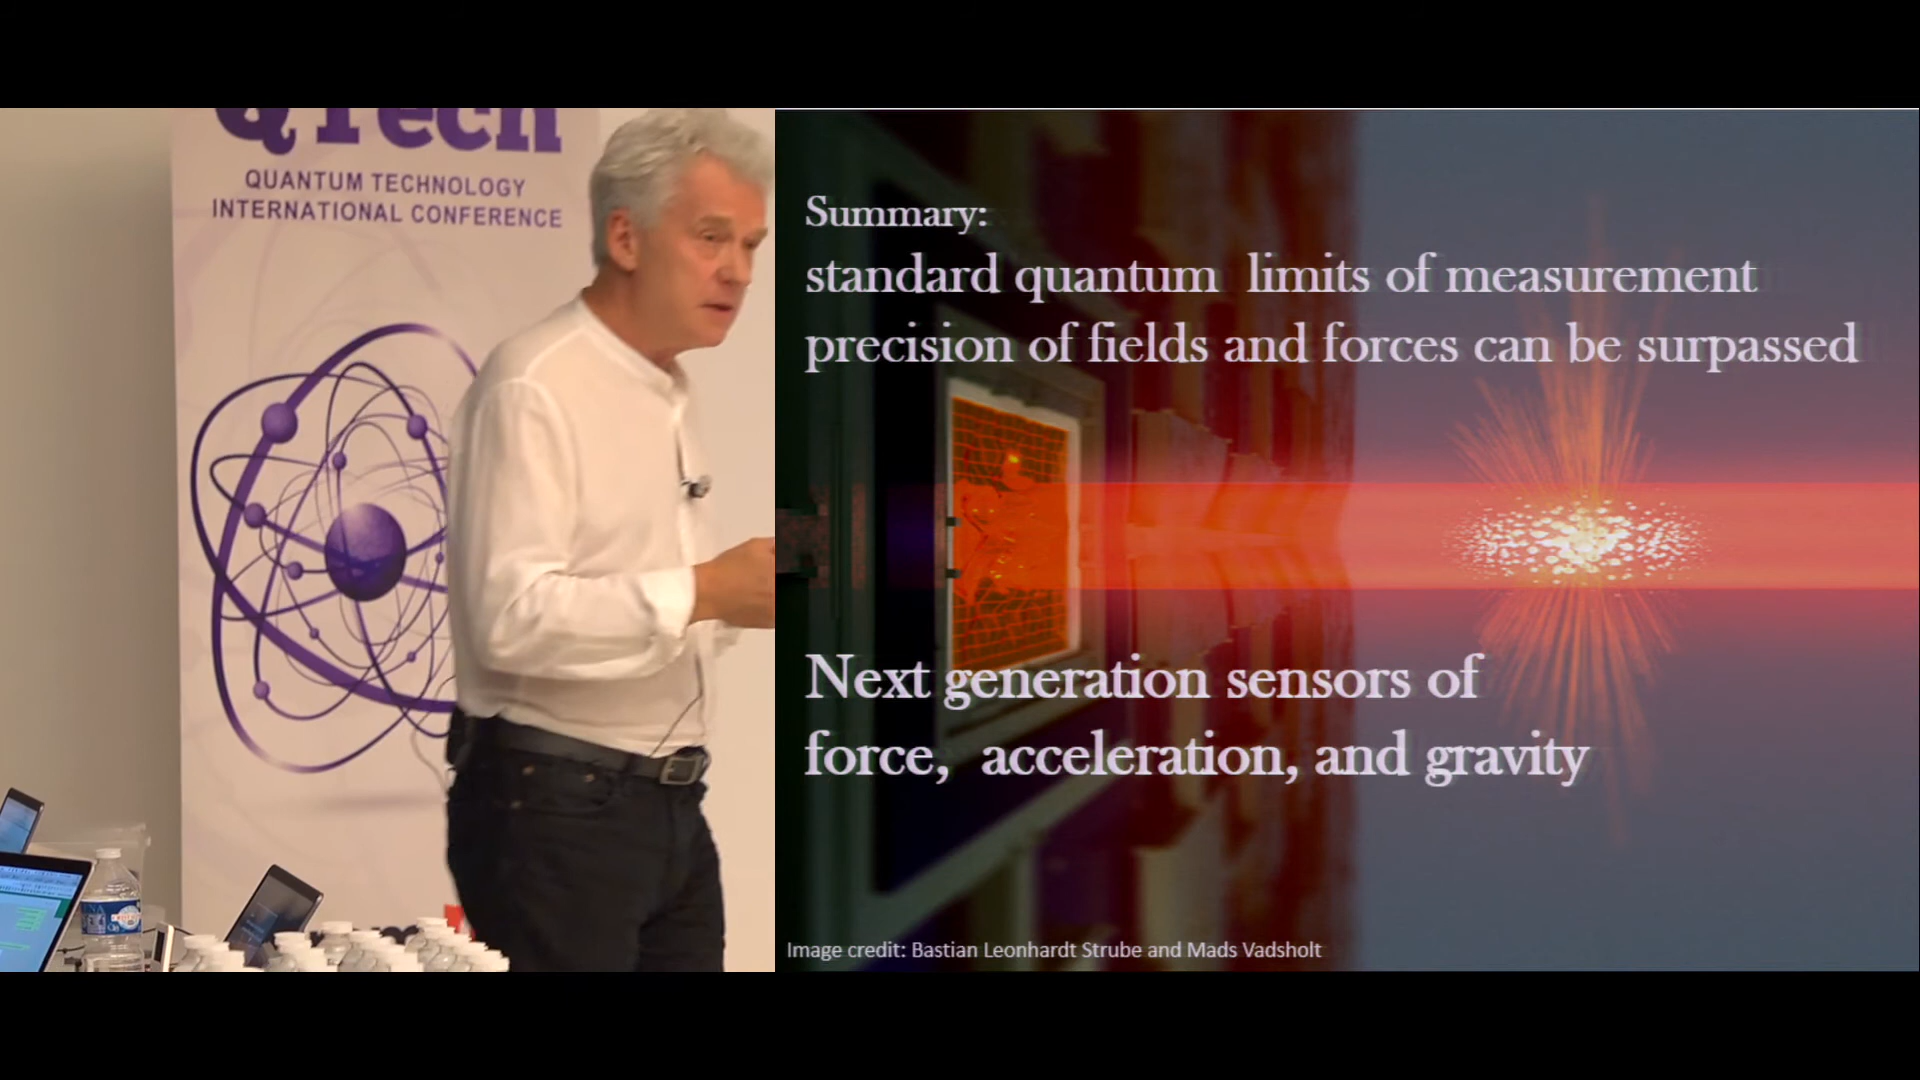 QTech
QUANTUM TECHNOLOGY
INTERNATIONAL CONFERENCE
Summary:
standard quantum limits of measurement
precision of fields and forces can be surpassed
Next generation sensors of
force, acceleration, and gravity
Image credit: Bastian Leonhardt Strube and Mads Vadsholt